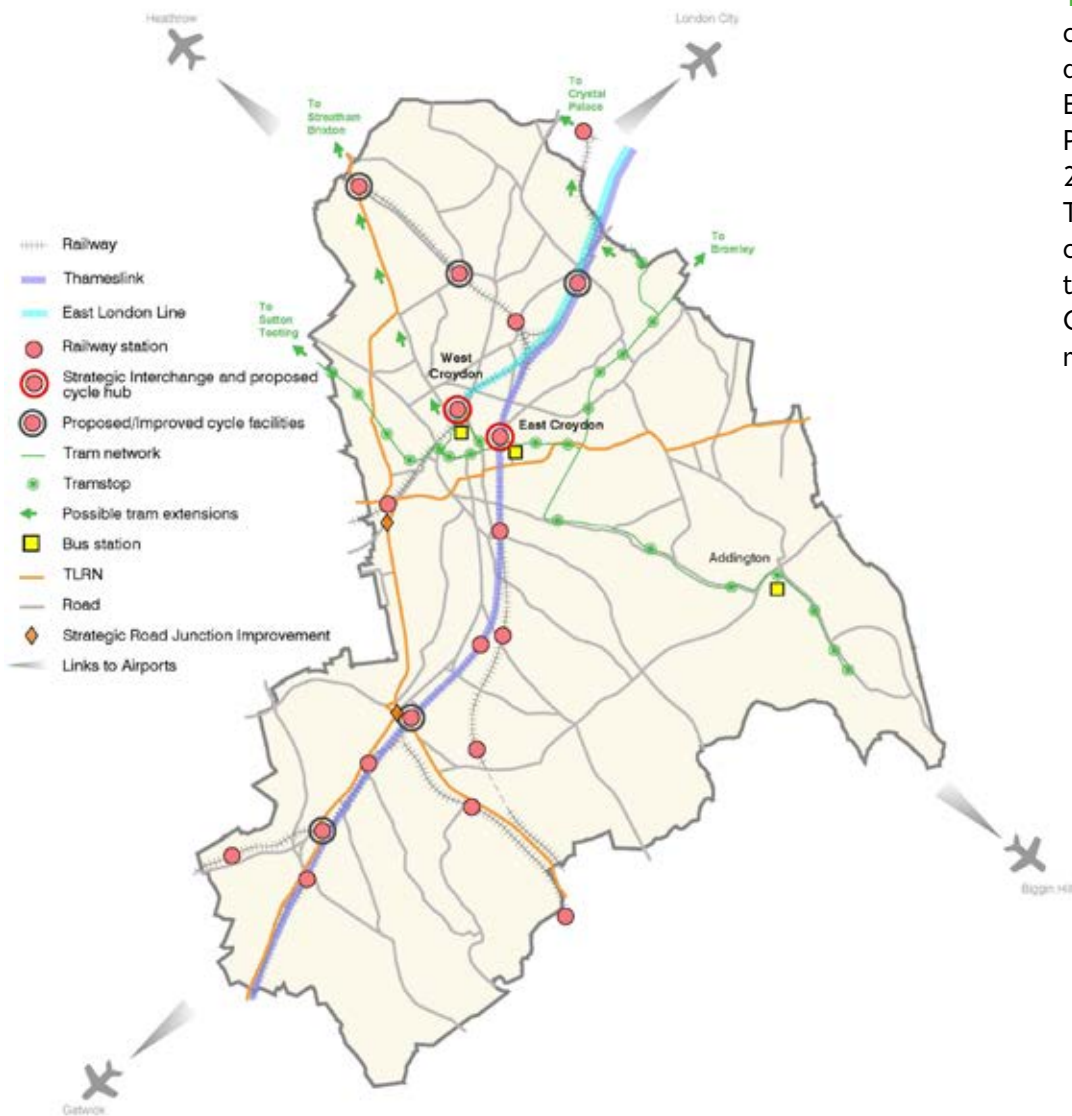 Heathrow
London City
To
Streatham
Brixton
To
Crystal
Palace
To
Bromley
To
Sutton
Tooting
Railway
Thameslink
East London Line
Railway station
Strategic Interchange and proposed
cycle hub
Proposed/Improved cycle facilities
Tram network
Tramstop
Possible tram extensions
Bus station
TLRN
Road
Strategic Road Junction Improvement
Links to Airports
West
Croydon
East Croydon
Addington
Biggin Hill
Gatwick